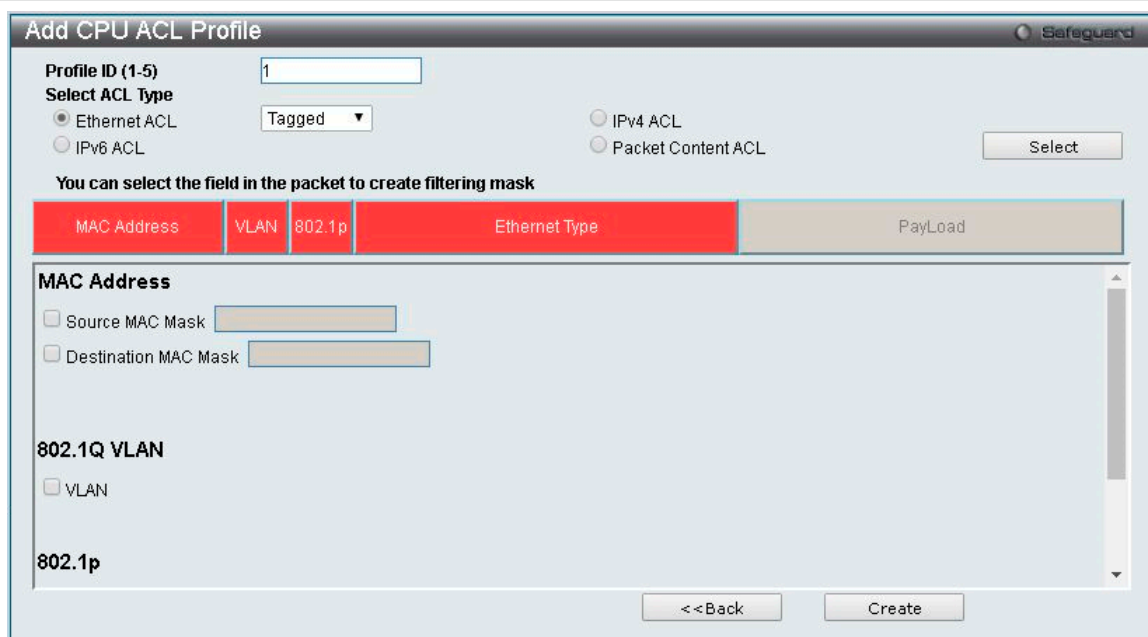 Add CPU ACL Profile
Safeguard
Profile ID (1-5) 1
Select ACL Type
Ethernet ACL Tagged IPv4 ACL
IPv6 ACL Packet Content ACL Select
You can select the field in the packet to create filtering mask
MAC Address VLAN 802.1p Ethernet Type PayLoad
MAC Address
Source MAC Mask
Destination MAC Mask
802.1Q VLAN
VLAN
802.1p
<<Back Create